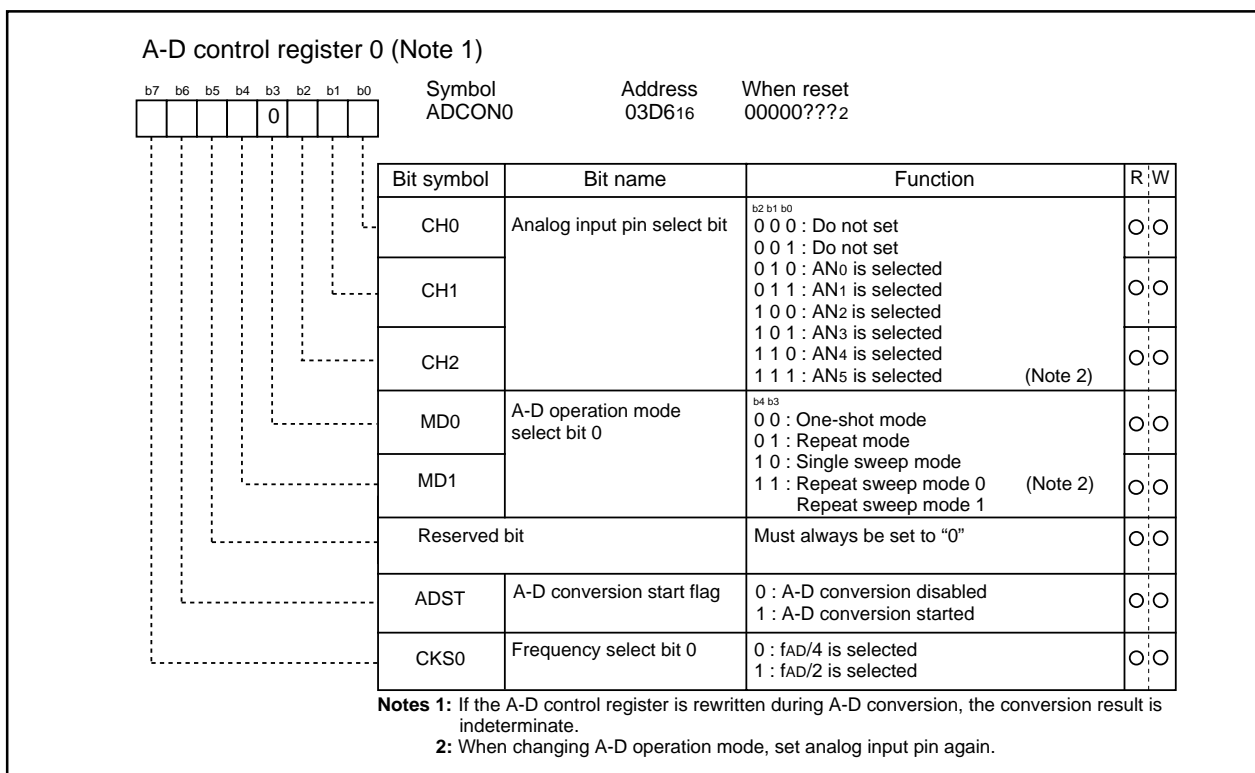 A-D control register 0 (Note 1)
b7 b6 b5 b4 b3 b2 b1 b0
0
Symbol Address When reset
ADCON0 03D616 00000???2
Bit symbol Bit name Function R W
CH0 Analog input pin select bit
b2 b1 b0
0 0 0 : Do not set
0 0 1 : Do not set
0 1 0 : AN0 is selected
0 1 1 : AN1 is selected
1 0 0 : AN2 is selected
1 0 1 : AN3 is selected
1 1 0 : AN4 is selected
1 1 1 : AN5 is selected (Note 2)
CH1
CH2
MD0 A-D operation mode
select bit 0
b4 b3
0 0 : One-shot mode
0 1 : Repeat mode
1 0 : Single sweep mode
1 1 : Repeat sweep mode 0 (Note 2)
Repeat sweep mode 1
MD1
Reserved bit Must always be set to “0”
ADST A-D conversion start flag 0 : A-D conversion disabled
1 : A-D conversion started
CKS0 Frequency select bit 0 0 : fAD/4 is selected
1 : fAD/2 is selected
Notes 1: If the A-D control register is rewritten during A-D conversion, the conversion result is
indeterminate.
2: When changing A-D operation mode, set analog input pin again.